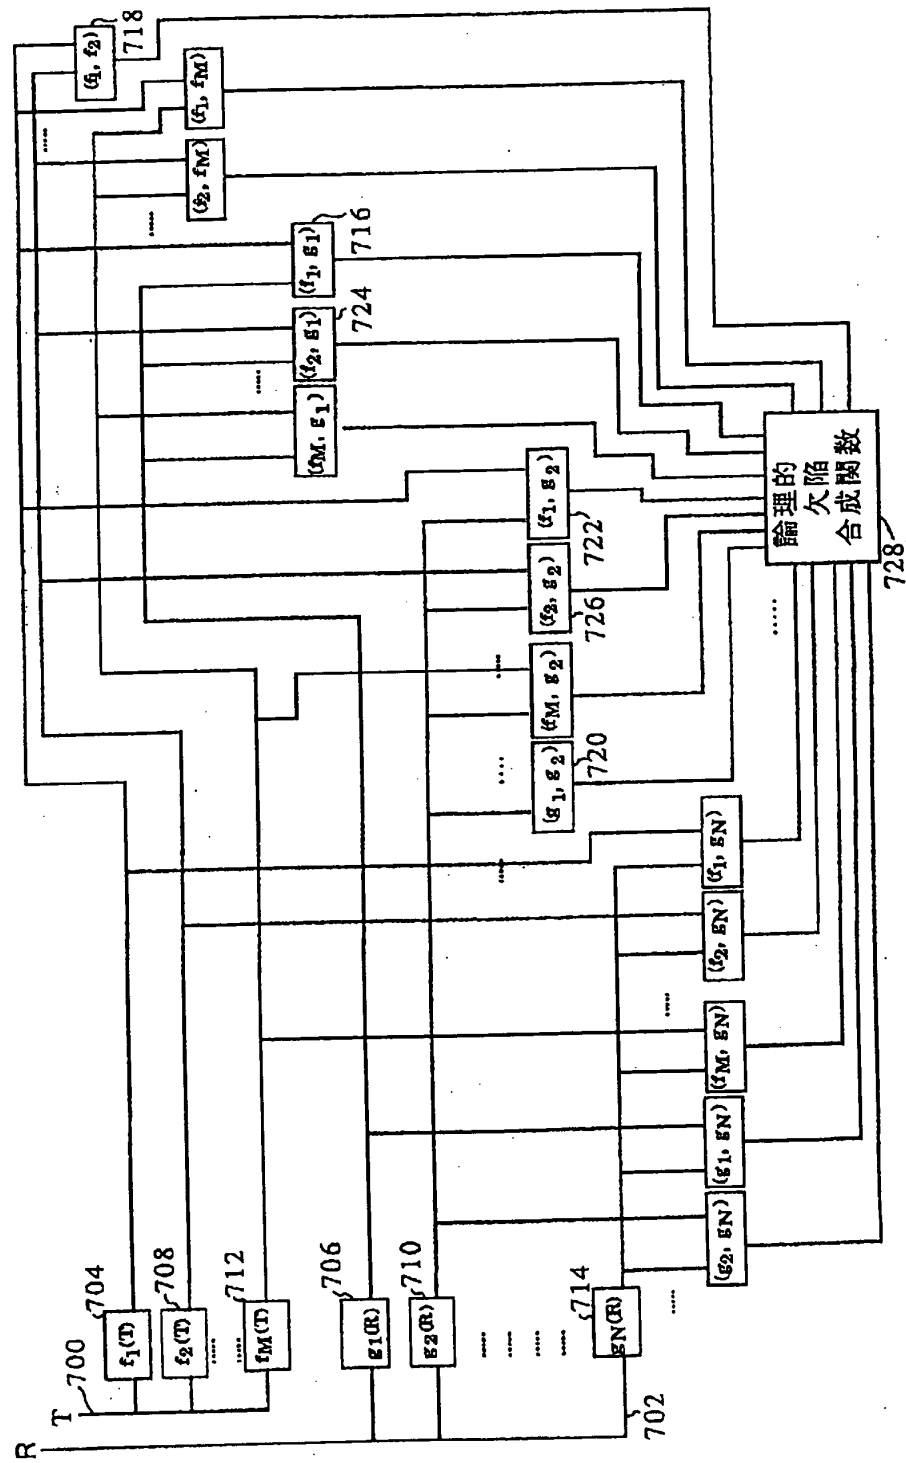 R
T
700
704
f1(T)
708
f2(T)
712
fM(T)
706
g1(R)
710
g2(R)
714
gN(R)
702
(f1, f2)
718
(f1, fM)
(f2, fM)
(f1, g1)
716
(f2, g1)
724
(fM, g1)
(f1, g2)
722
(f2, g2)
726
(fM, g2)
(g1, g2)
720
(f1, gN)
(f2, gN)
(fM, gN)
(g1, gN)
(g2, gN)
論理的
欠陥
合成関数
728